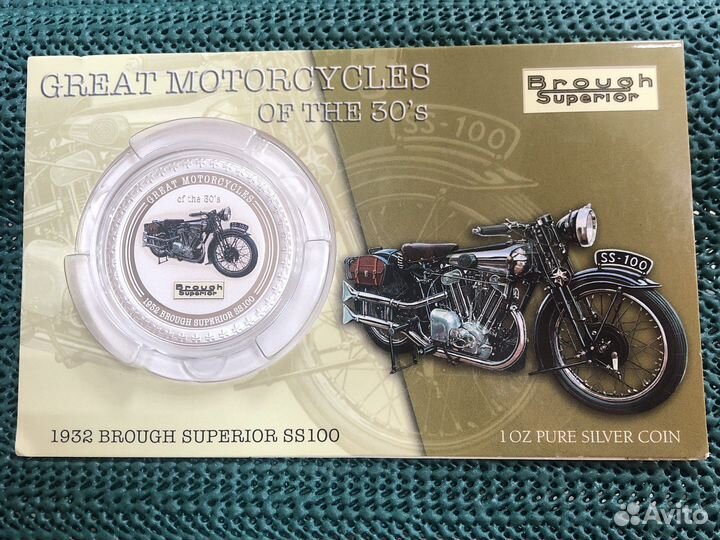 GREAT MOTORCYCLES
OF THE 30's
Brough
Superior
SS-100
GREAT MOTORCYCLES
of the 30's
Brough
Superior
1932 BROUGH SUPERIOR SS100
SS-100
1932 BROUGH SUPERIOR SS100
1 OZ PURE SILVER COIN
Avito